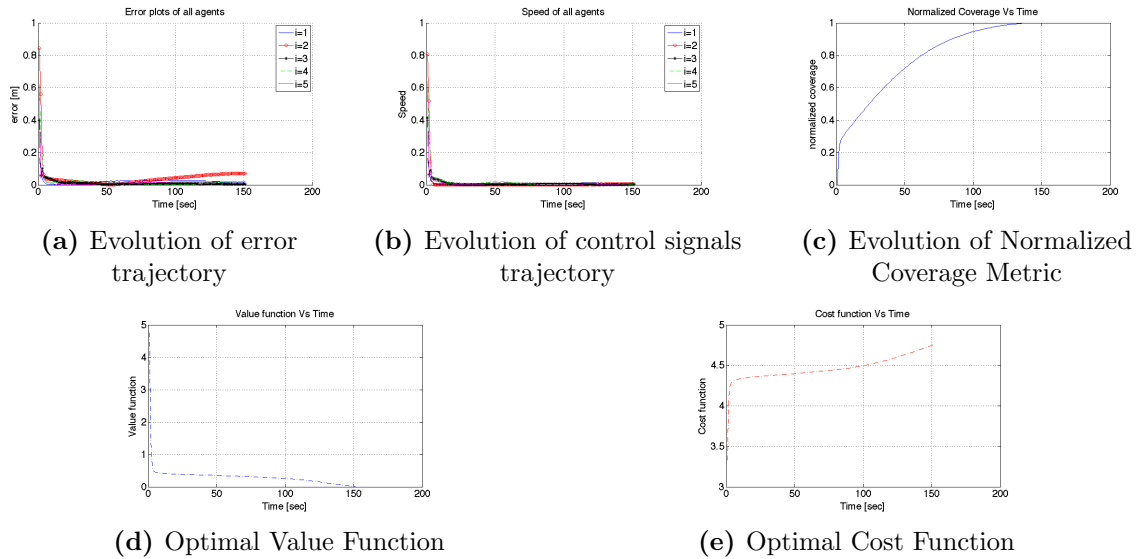 Error plots of all agents
error [m]
1
0.8
0.6
0.4
0.2
0
0 50 100 150 200
Time [sec]
i=1
i=2
i=3
i=4
i=5
(a) Evolution of error
trajectory
Speed of all agents
Speed
1
0.8
0.6
0.4
0.2
0
0 50 100 150 200
Time [sec]
i=1
i=2
i=3
i=4
i=5
(b) Evolution of control signals
trajectory
Normalized Coverage Vs Time
normalized coverage
1
0.8
0.6
0.4
0.2
0
0 50 100 150 200
Time [sec]
(c) Evolution of Normalized
Coverage Metric
Value function Vs Time
Value function
5
4
3
2
1
0
0 50 100 150 200
Time [sec]
(d) Optimal Value Function
Cost function Vs Time
Cost function
5
4.5
4
3.5
3
0 50 100 150 200
Time [sec]
(e) Optimal Cost Function